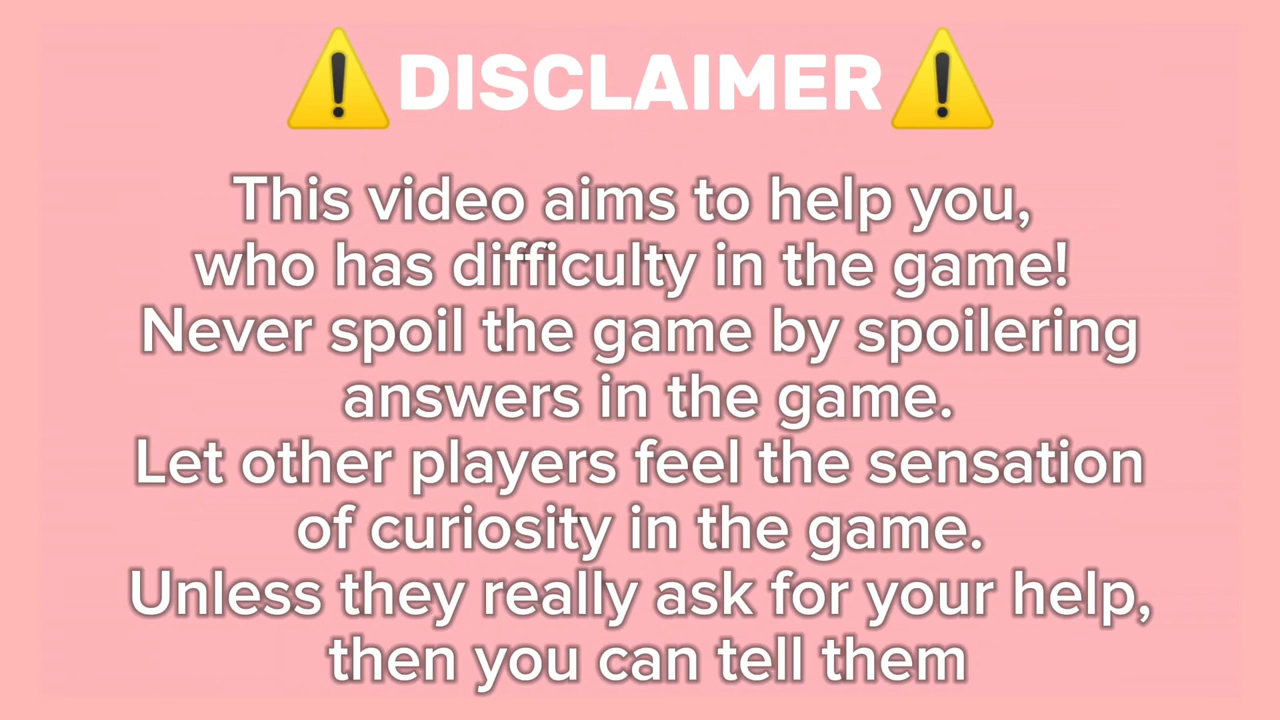 ⚠️DISCLAIMER⚠️
This video aims to help you,
who has difficulty in the game!
Never spoil the game by spoilering
answers in the game.
Let other players feel the sensation
of curiosity in the game.
Unless they really ask for your help,
then you can tell them